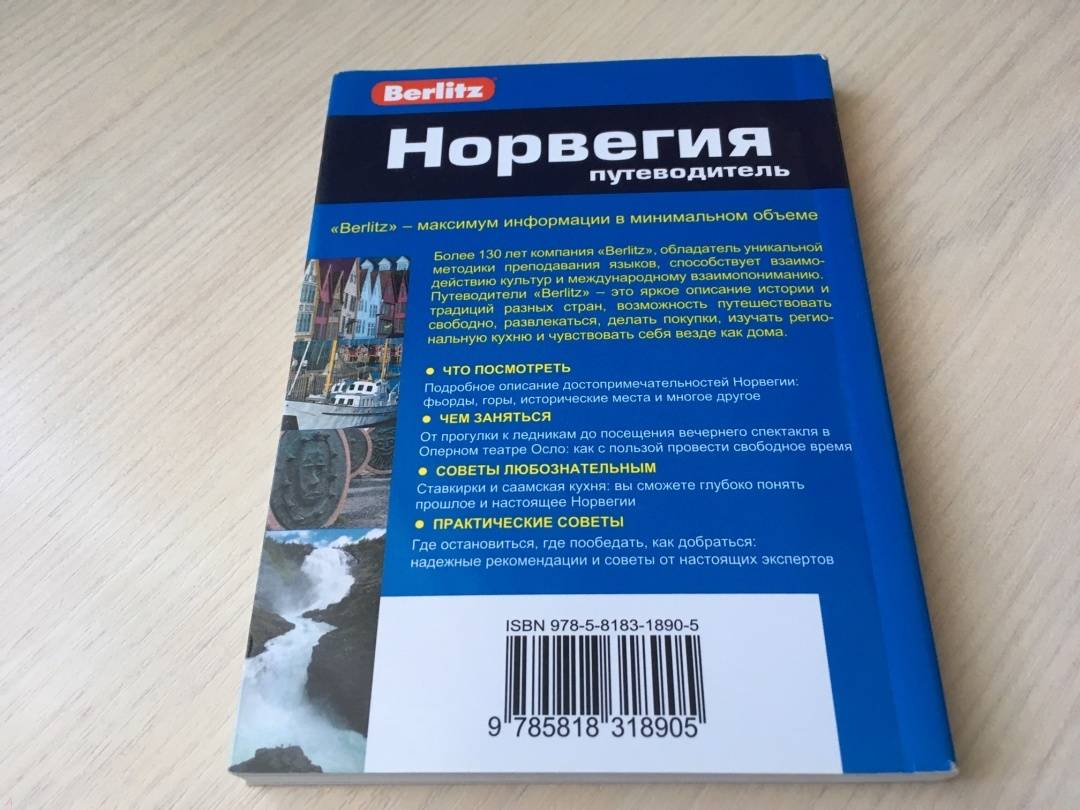 Berlitz
Норвегия
путеводитель
«Berlitz» – максимум информации в минимальном объеме
Более 130 лет компания «Berlitz», обладатель уникальной
методики преподавания языков, способствует взаимо-
действию культур и международному взаимопониманию.
Путеводители «Berlitz» – это яркое описание истории и
традиций разных стран, возможность путешествовать
свободно, развлекаться, делать покупки, изучать регио-
нальную кухню и чувствовать себя везде как дома.
● ЧТО ПОСМОТРЕТЬ
Подробное описание достопримечательностей Норвегии:
фьорды, горы, исторические места и многое другое
● ЧЕМ ЗАНЯТЬСЯ
От прогулки к ледникам до посещения вечернего спектакля в
Оперном театре Осло: как с пользой провести свободное время
● СОВЕТЫ ЛЮБОЗНАТЕЛЬНЫМ
Ставкирки и саамская кухня: вы сможете глубоко понять
прошлое и настоящее Норвегии
● ПРАКТИЧЕСКИЕ СОВЕТЫ
Где остановиться, где пообедать, как добраться:
надежные рекомендации и советы от настоящих экспертов
ISBN 978-5-8183-1890-5
9 785818 318905